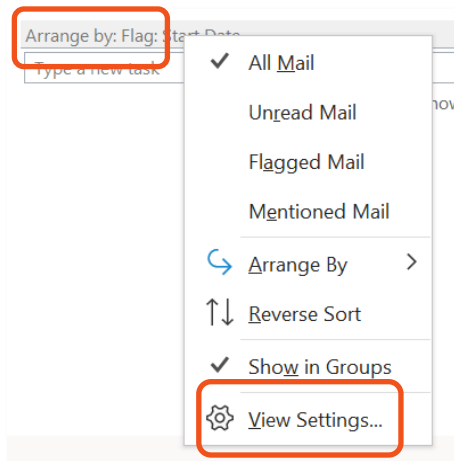 Arrange by: Flag: Start Date
Type a new task
All Mail
Unread Mail
Flagged Mail
Mentioned Mail
Arrange By
Reverse Sort
Show in Groups
View Settings...